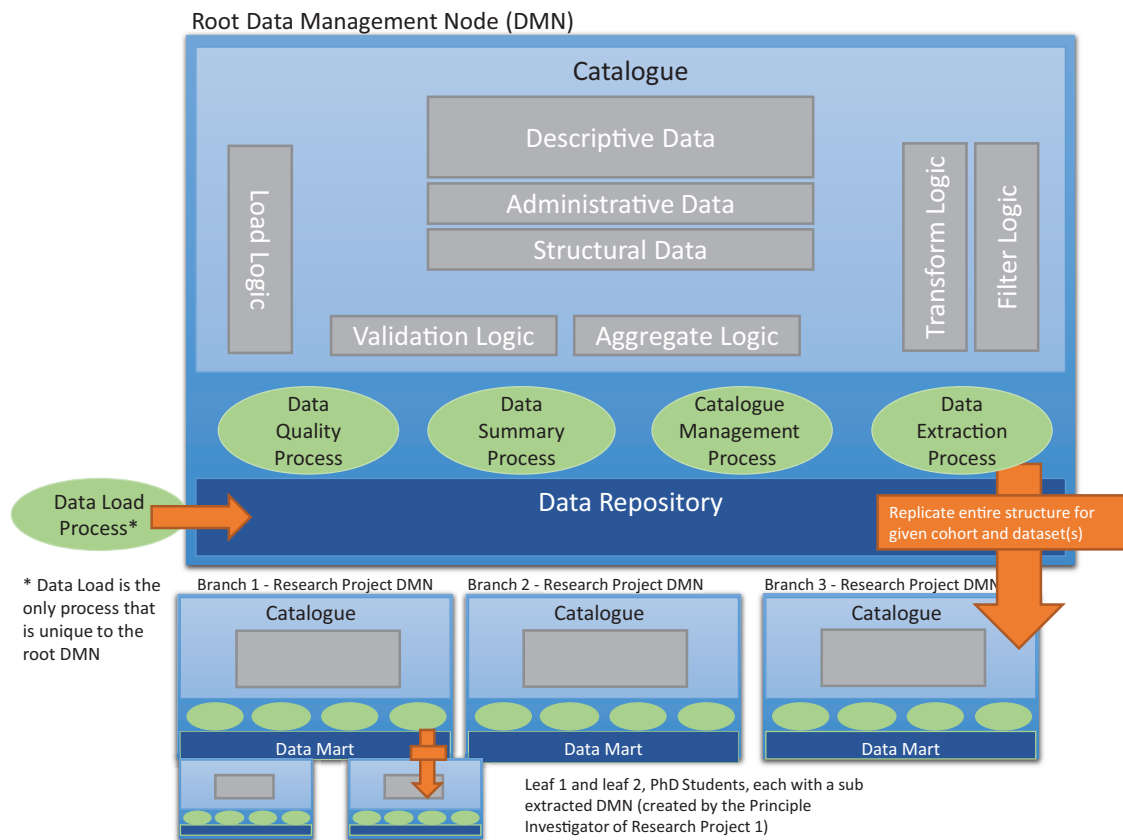 Root Data Management Node (DMN)
Catalogue
Descriptive Data
Administrative Data
Structural Data
Load Logic
Transform Logic
Filter Logic
Validation Logic
Aggregate Logic
Data
Quality
Process
Data
Summary
Process
Catalogue
Management
Process
Data
Extraction
Process
Data Load
Process*
Data Repository
Replicate entire structure for
given cohort and dataset(s)
* Data Load is the
only process that
is unique to the
root DMN
Branch 1 - Research Project DMN
Catalogue
Data Mart
Branch 2 - Research Project DMN
Catalogue
Data Mart
Branch 3 - Research Project DMN
Catalogue
Data Mart
Leaf 1 and leaf 2, PhD Students, each with a sub
extracted DMN (created by the Principle
Investigator of Research Project 1)